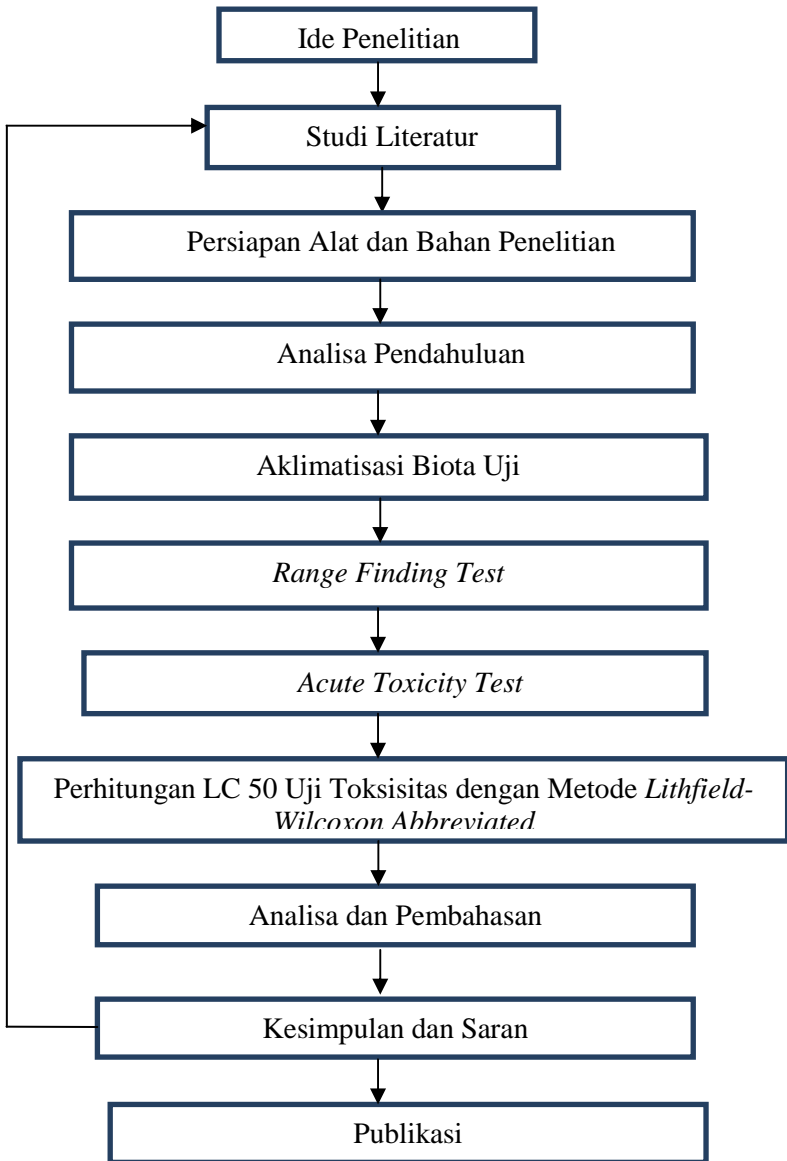 Ide Penelitian
Studi Literatur
Persiapan Alat dan Bahan Penelitian
Analisa Pendahuluan
Aklimatisasi Biota Uji
Range Finding Test
Acute Toxicity Test
Perhitungan LC 50 Uji Toksisitas dengan Metode Lithfield-
Wilcoxon Abbreviated
Analisa dan Pembahasan
Kesimpulan dan Saran
Publikasi